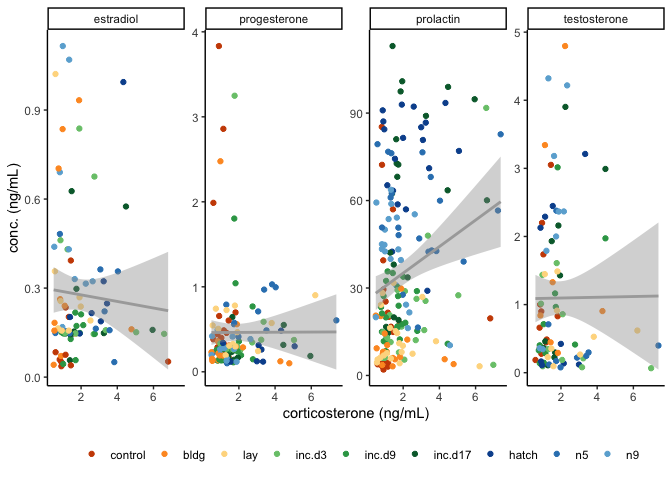 estradiol progesterone prolactin testosterone
conc. (ng/mL)
0.0 0.3 0.6 0.9
0 1 2 3 4
0 30 60 90
0 1 2 3 4 5
2 4 6 2 4 6 2 4 6 2 4 6
corticosterone (ng/mL)
control bldg lay inc.d3 inc.d9 inc.d17 hatch n5 n9